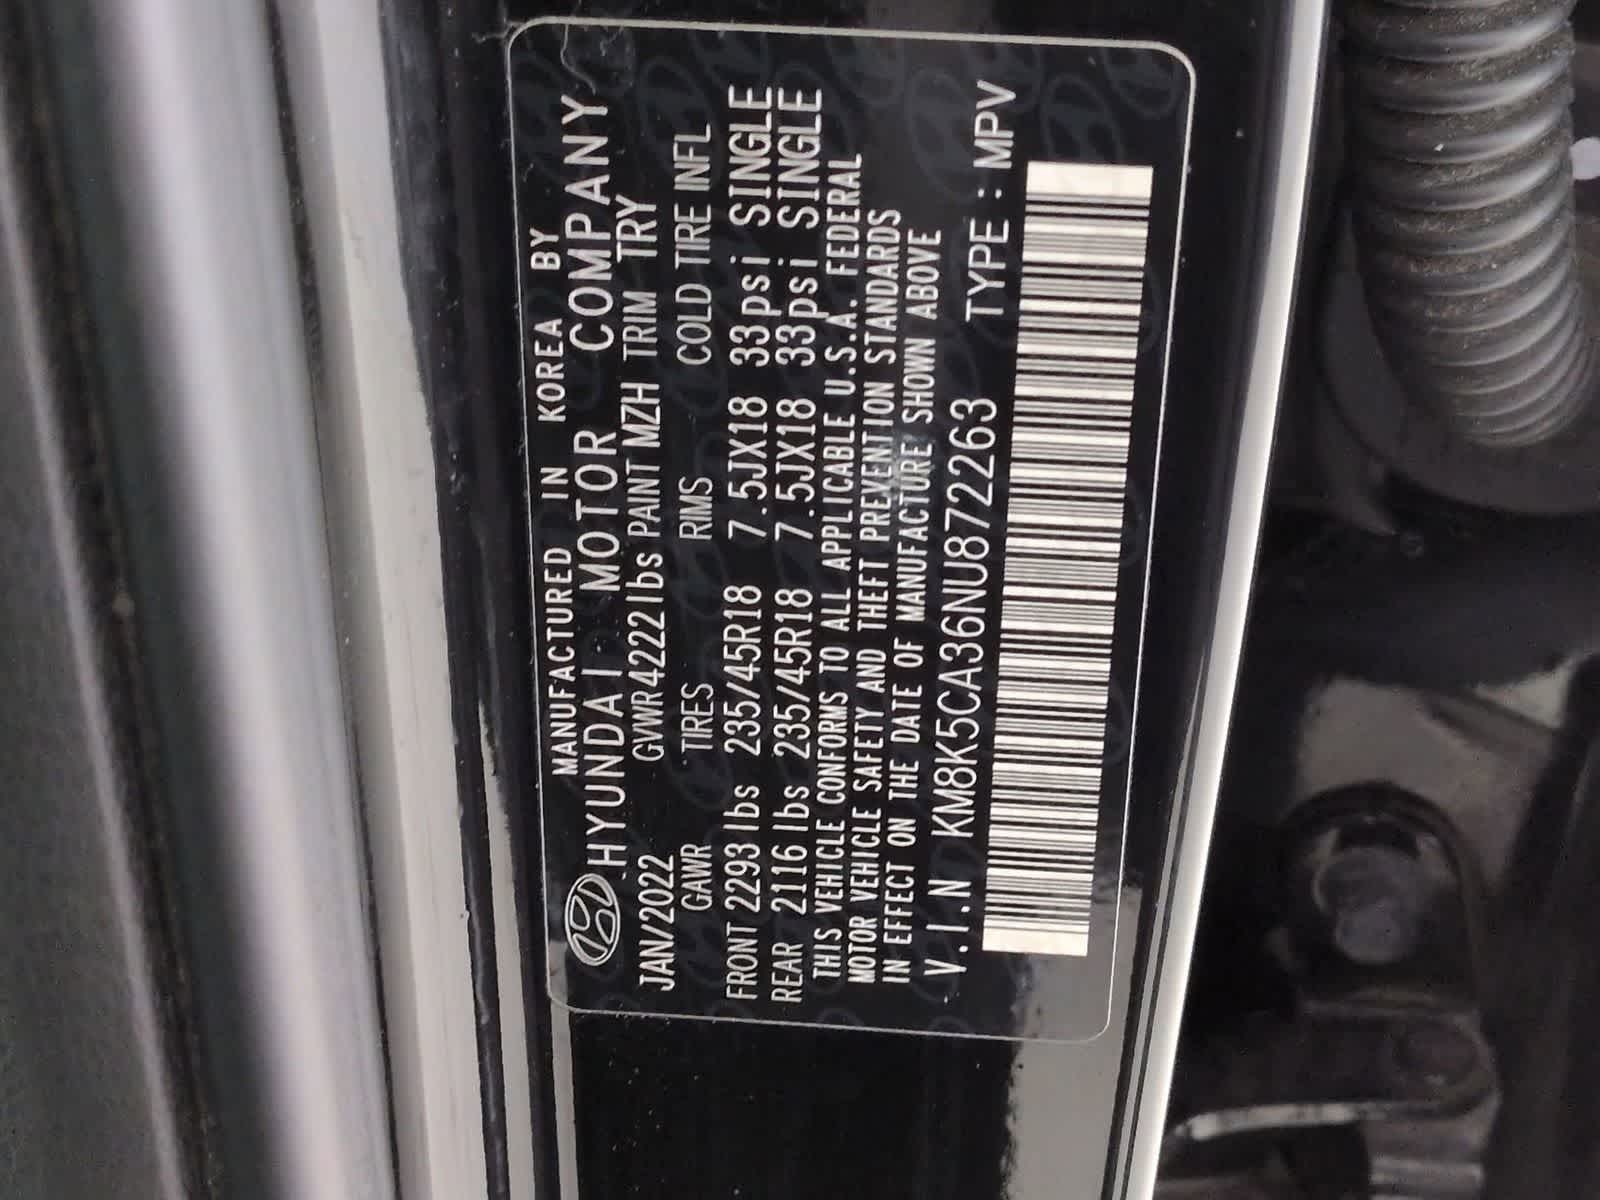 MANUFACTURED IN KOREA BY
HYUNDAI MOTOR COMPANY
JAN/2022 GVWR 4222 lbs PAINT MZH TRIM TRY
GAWR TIRES RIMS COLD TIRE INFL
FRONT 2293 lbs 235/45R18 7.5JX18 33psi SINGLE
REAR 2116 lbs 235/45R18 7.5JX18 33psi SINGLE
THIS VEHICLE CONFORMS TO ALL APPLICABLE U.S.A. FEDERAL
MOTOR VEHICLE SAFETY AND THEFT PREVENTION STANDARDS
IN EFFECT ON THE DATE OF MANUFACTURE SHOWN ABOVE
V.I.N KM8K5CA36NU872263 TYPE : MPV